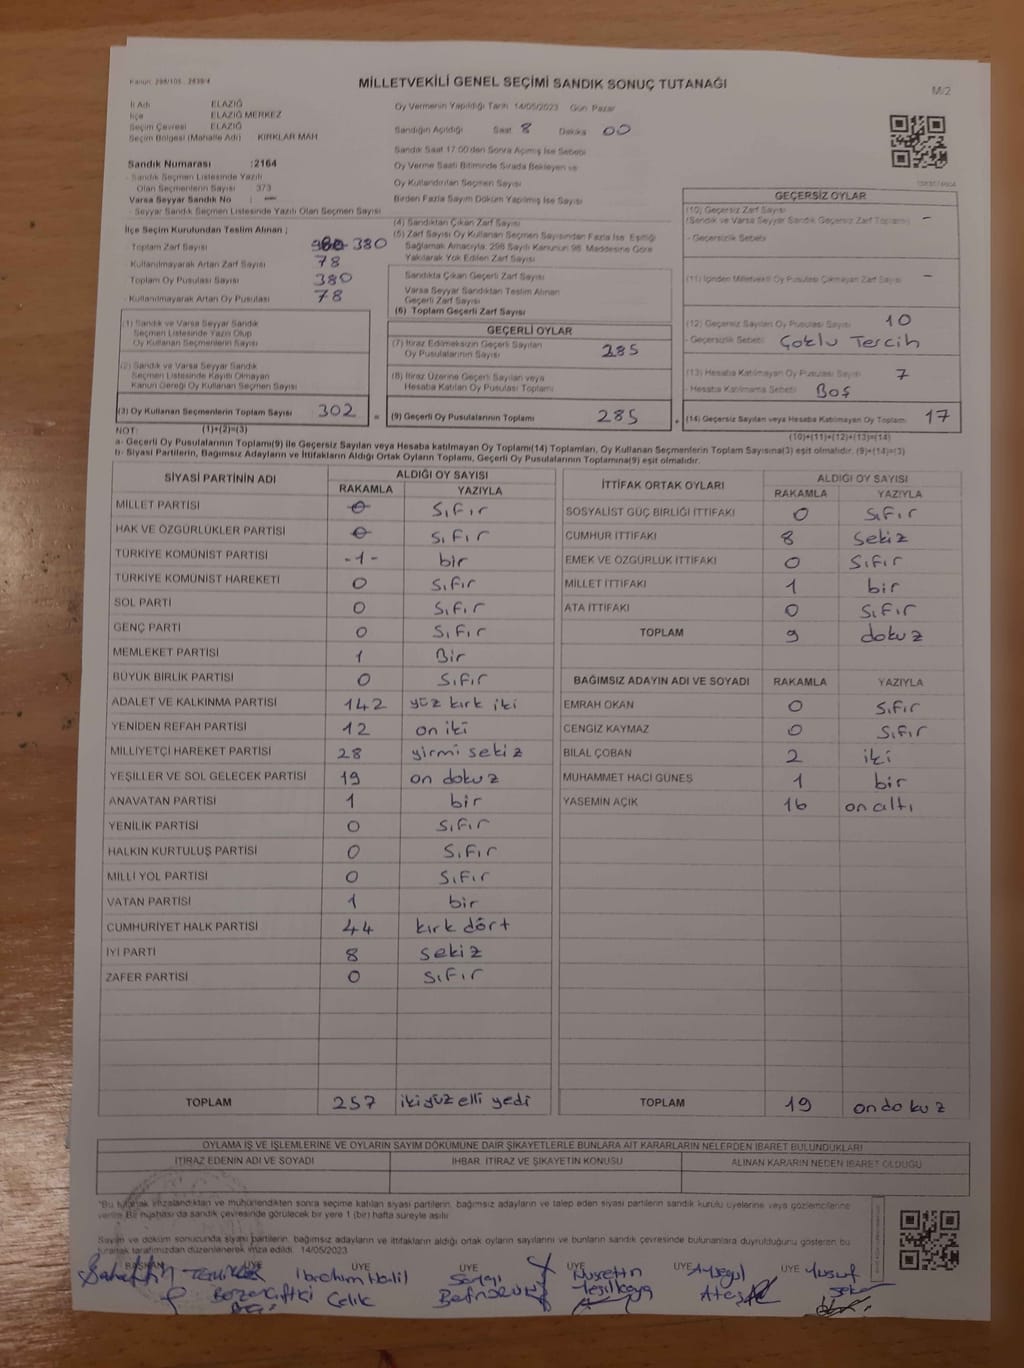 Kanun: 298/105 2839/4
MİLLETVEKİLİ GENEL SEÇİMİ SANDIK SONUÇ TUTANAĞI
M/2
İl Adı ELAZIĞ
İlçe ELAZIĞ MERKEZ
Seçim Çevresi ELAZIĞ
Seçim Bölgesi (Mahalle Adı) KIRKLAR MAH.
Sandık Numarası :2164
- Sandık Seçmen Listesinde Yazılı
Olan Seçmenlerin Sayısı 373
Varsa Seyyar Sandık No —
- Seyyar Sandık Seçmen Listesinde Yazılı Olan Seçmen Sayısı
İlçe Seçim Kurulundan Teslim Alınan ;
- Toplam Zarf Sayısı 380
- Kullanılmayarak Artan Zarf Sayısı 78
Toplam Oy Pusulası Sayısı 380
- Kullanılmayarak Artan Oy Pusulası 78
Oy Vermenin Yapıldığı Tarih 14/05/2023 Gün Pazar
Sandığın Açıldığı Saat 8 Dakika 00
Sandık Saat 17:00'den Sonra Açılmış İse Sebebi
Oy Verme Saati Bitiminde Sırada Bekleyen ve
Oy Kullandırılan Seçmen Sayısı
Birden Fazla Sayım Döküm Yapılmış İse Sayısı
(4) Sandıktan Çıkan Zarf Sayısı
(5) Zarf Sayısı Oy Kullanan Seçmen Sayısından Fazla İse, Eşitliği
Sağlamak Amacıyla, 298 Sayılı Kanunun 98. Maddesine Göre
Yakılarak Yok Edilen Zarf Sayısı
Sandıkta Çıkan Geçerli Zarf Sayısı
Varsa Seyyar Sandıktan Teslim Alınan
Geçerli Zarf Sayısı
(6) Toplam Geçerli Zarf Sayısı
GEÇERSİZ OYLAR
(10) Geçersiz Zarf Sayısı
(Sandık ve Varsa Seyyar Sandık Geçersiz Zarf Toplamı) -
- Geçersizlik Sebebi
(11) İçinden Milletvekili Oy Pusulası Çıkmayan Zarf Sayısı -
(12) Geçersiz Sayılan Oy Pusulası Sayısı 10
- Geçersizlik Sebebi Çoklu Tercih
(13) Hesaba Katılmayan Oy Pusulası Sayısı 7
- Hesaba Katılmama Sebebi Boş
(14) Geçersiz Sayılan veya Hesaba Katılmayan Oy Toplamı 17
(10)+(11)+(12)+(13)=(14)
(1) Sandık ve Varsa Seyyar Sandık
Seçmen Listesinde Yazılı Olup
Oy Kullanan Seçmenlerin Sayısı
(2) Sandık ve Varsa Seyyar Sandık
Seçmen Listesinde Kayıtlı Olmayan
Kanun Gereği Oy Kullanan Seçmen Sayısı
(3) Oy Kullanan Seçmenlerin Toplam Sayısı 302 =
GEÇERLİ OYLAR
(7) İtiraz Edilmeksizin Geçerli Sayılan
Oy Pusulalarının Sayısı 285
(8) İtiraz Üzerine Geçerli Sayılan veya
Hesaba Katılan Oy Pusulası Toplamı
(9) Geçerli Oy Pusulalarının Toplamı 285 +
NOT: (1)+(2)=(3)
a- Geçerli Oy Pusulalarının Toplamı(9) ile Geçersiz Sayılan veya Hesaba katılmayan Oy Toplamı(14) Toplamları, Oy Kullanan Seçmenlerin Toplam Sayısına(3) eşit olmalıdır. (9)+(14)=(3)
b- Siyasi Partilerin, Bağımsız Adayların ve İttifakların Aldığı Ortak Oyların Toplamı, Geçerli Oy Pusulalarının Toplamına(9) eşit olmalıdır.
SİYASİ PARTİNİN ADI ALDIĞI OY SAYISI
RAKAMLA YAZIYLA
MİLLET PARTİSİ 0 Sıfır
HAK VE ÖZGÜRLÜKLER PARTİSİ 0 Sıfır
TÜRKİYE KOMÜNİST PARTİSİ -1- bir
TÜRKİYE KOMÜNİST HAREKETİ 0 Sıfır
SOL PARTİ 0 Sıfır
GENÇ PARTİ 0 Sıfır
MEMLEKET PARTİSİ 1 Bir
BÜYÜK BİRLİK PARTİSİ 0 Sıfır
ADALET VE KALKINMA PARTİSİ 142 yüz kırk iki
YENİDEN REFAH PARTİSİ 12 on iki
MİLLİYETÇİ HAREKET PARTİSİ 28 yirmi sekiz
YEŞİLLER VE SOL GELECEK PARTİSİ 19 on dokuz
ANAVATAN PARTİSİ 1 bir
YENİLİK PARTİSİ 0 Sıfır
HALKIN KURTULUŞ PARTİSİ 0 Sıfır
MİLLİ YOL PARTİSİ 0 Sıfır
VATAN PARTİSİ 1 bir
CUMHURİYET HALK PARTİSİ 44 kırk dört
İYİ PARTİ 8 sekiz
ZAFER PARTİSİ 0 Sıfır
TOPLAM 257 ikiyüz elli yedi
İTTİFAK ORTAK OYLARI ALDIĞI OY SAYISI
RAKAMLA YAZIYLA
SOSYALİST GÜÇ BİRLİĞİ İTTİFAKI 0 Sıfır
CUMHUR İTTİFAKI 8 Sekiz
EMEK VE ÖZGÜRLÜK İTTİFAKI 0 Sıfır
MİLLET İTTİFAKI 1 bir
ATA İTTİFAKI 0 Sıfır
TOPLAM 9 dokuz
BAĞIMSIZ ADAYIN ADI VE SOYADI RAKAMLA YAZIYLA
EMRAH OKAN 0 Sıfır
CENGİZ KAYMAZ 0 Sıfır
BİLAL ÇOBAN 2 iki
MUHAMMET HACI GÜNEŞ 1 bir
YASEMİN AÇIK 16 on altı
TOPLAM 19 on dokuz
OYLAMA İŞ VE İŞLEMLERİNE VE OYLARIN SAYIM DÖKÜMÜNE DAİR ŞİKAYETLERLE BUNLARA AİT KARARLARIN NELERDEN İBARET BULUNDUKLARI
İTİRAZ EDENİN ADI VE SOYADI İHBAR, İTİRAZ VE ŞİKAYETİN KONUSU ALINAN KARARIN NEDEN İBARET OLDUĞU
*Bu tutanak imzalandıktan ve mühürlendikten sonra seçime katılan siyasi partilerin, bağımsız adayların ve talep eden siyasi partilerin sandık kurulu üyelerine veya gözlemcilerine
verilir. Bir nüshası da sandık çevresinde görülecek bir yere 1 (bir) hafta süreyle asılır.
Sayım ve döküm sonucunda siyasi partilerin, bağımsız adayların ve ittifakların aldığı ortak oyların sayılarını ve bunların sandık çevresinde bulunanlara duyrulduğunu gösteren bu
tutanak tarafımızdan düzenlenerek imza edildi. 14/05/2023
BAŞKAN ÜYE ÜYE ÜYE ÜYE ÜYE
İbrahim Halil Nurettin Ayşegül Yusuf
Çelik Yeşilkaya Ateş